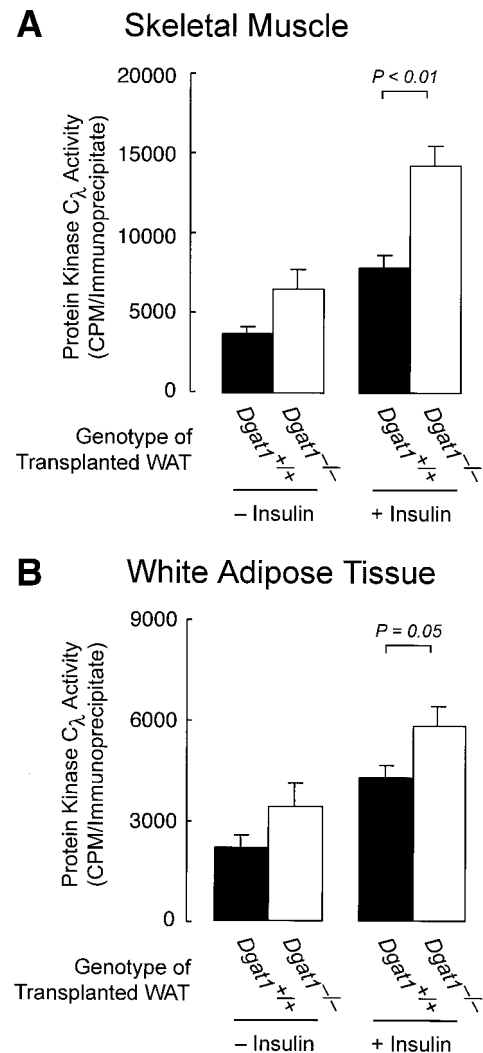 A
Skeletal Muscle
Protein Kinase Cλ Activity
(CPM/Immunoprecipitate)
20000
15000
10000
5000
0
P < 0.01
Genotype of
Transplanted WAT
Dgat1+/+
Dgat1−/−
Dgat1+/+
Dgat1−/−
– Insulin
+ Insulin
B
White Adipose Tissue
Protein Kinase Cλ Activity
(CPM/Immunoprecipitate)
9000
6000
3000
0
P = 0.05
Genotype of
Transplanted WAT
Dgat1+/+
Dgat1−/−
Dgat1+/+
Dgat1−/−
– Insulin
+ Insulin